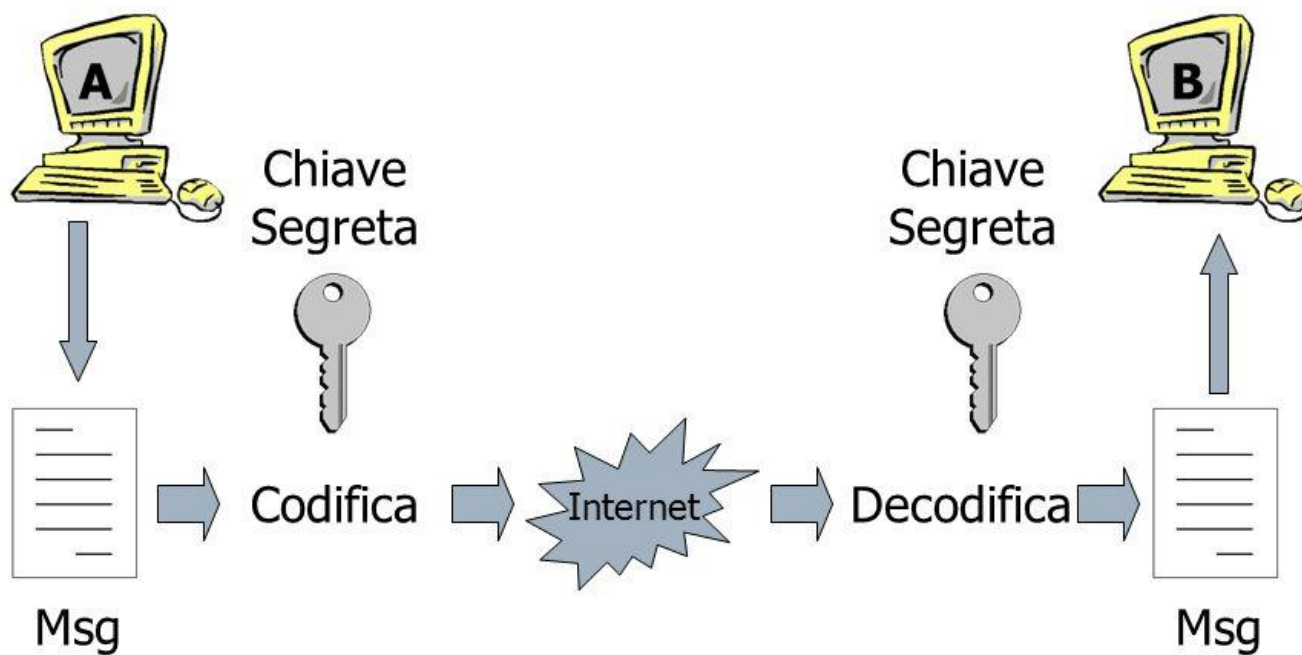 A
B
Chiave
Segreta
Chiave
Segreta
Codifica
Internet
Decodifica
Msg
Msg